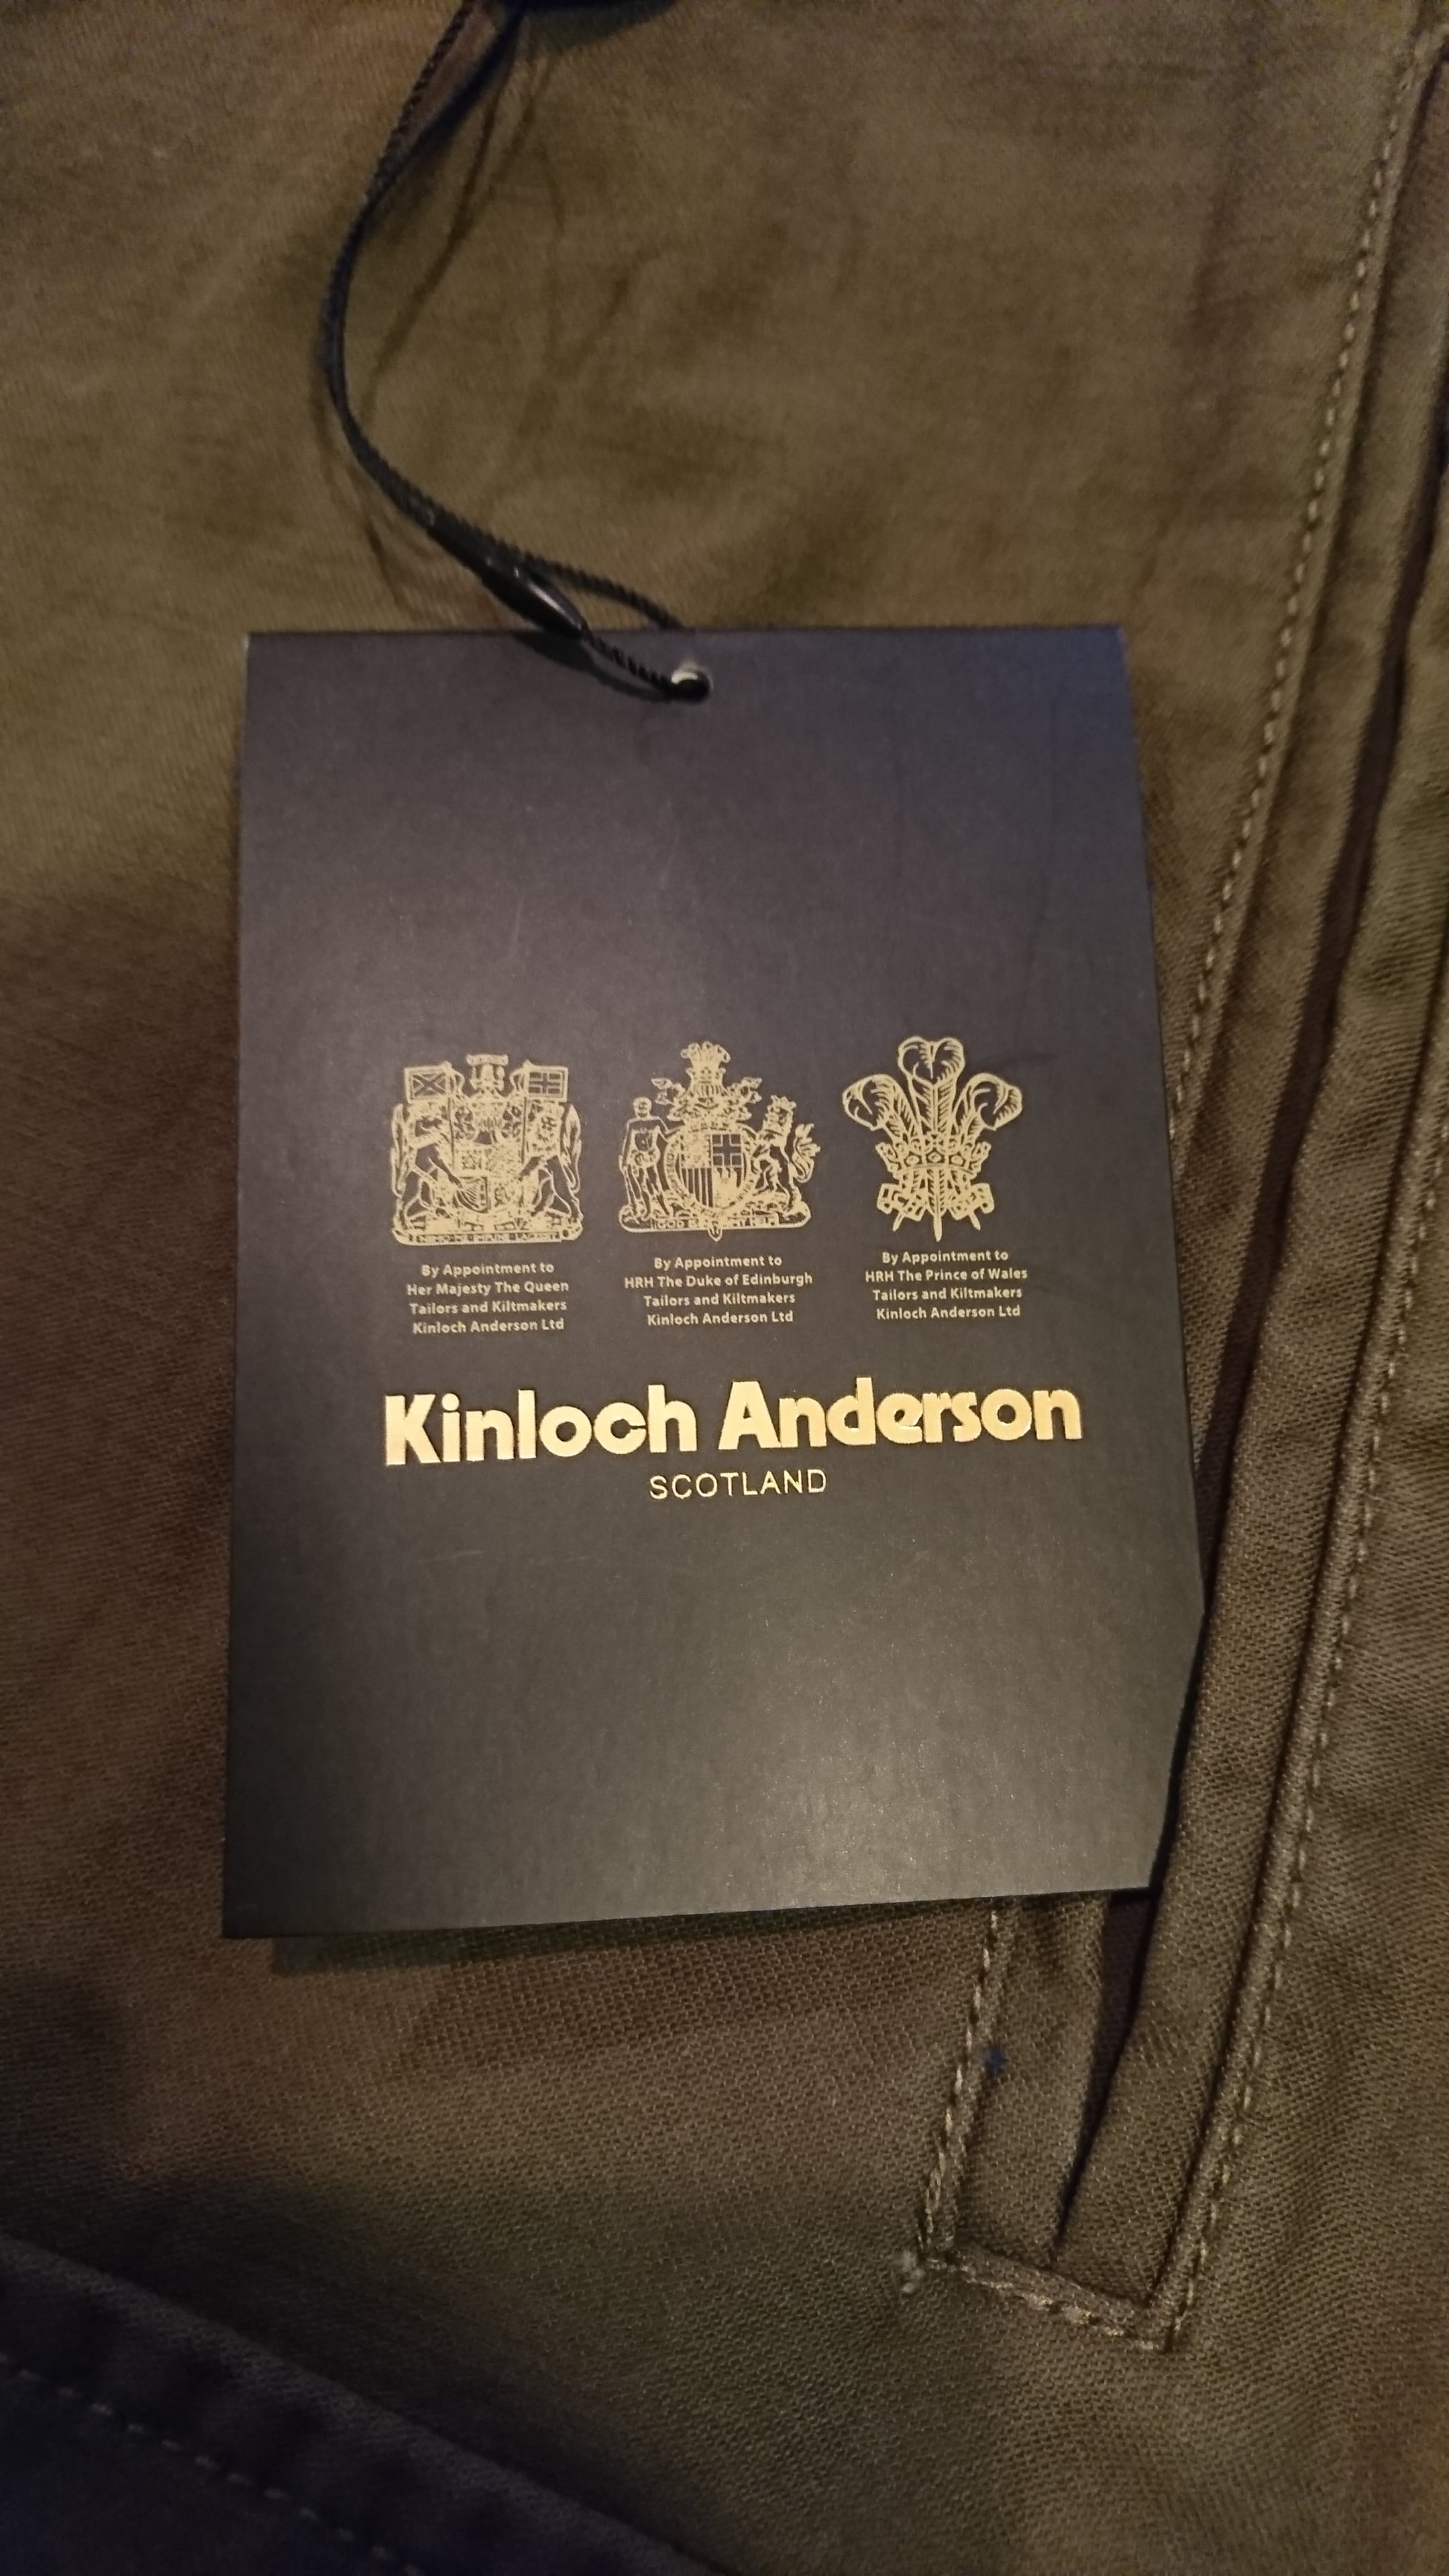 By Appointment to
Her Majesty The Queen
Tailors and Kiltmakers
Kinloch Anderson Ltd
By Appointment to
HRH The Duke of Edinburgh
Tailors and Kiltmakers
Kinloch Anderson Ltd
By Appointment to
HRH The Prince of Wales
Tailors and Kiltmakers
Kinloch Anderson Ltd
Kinloch Anderson
SCOTLAND